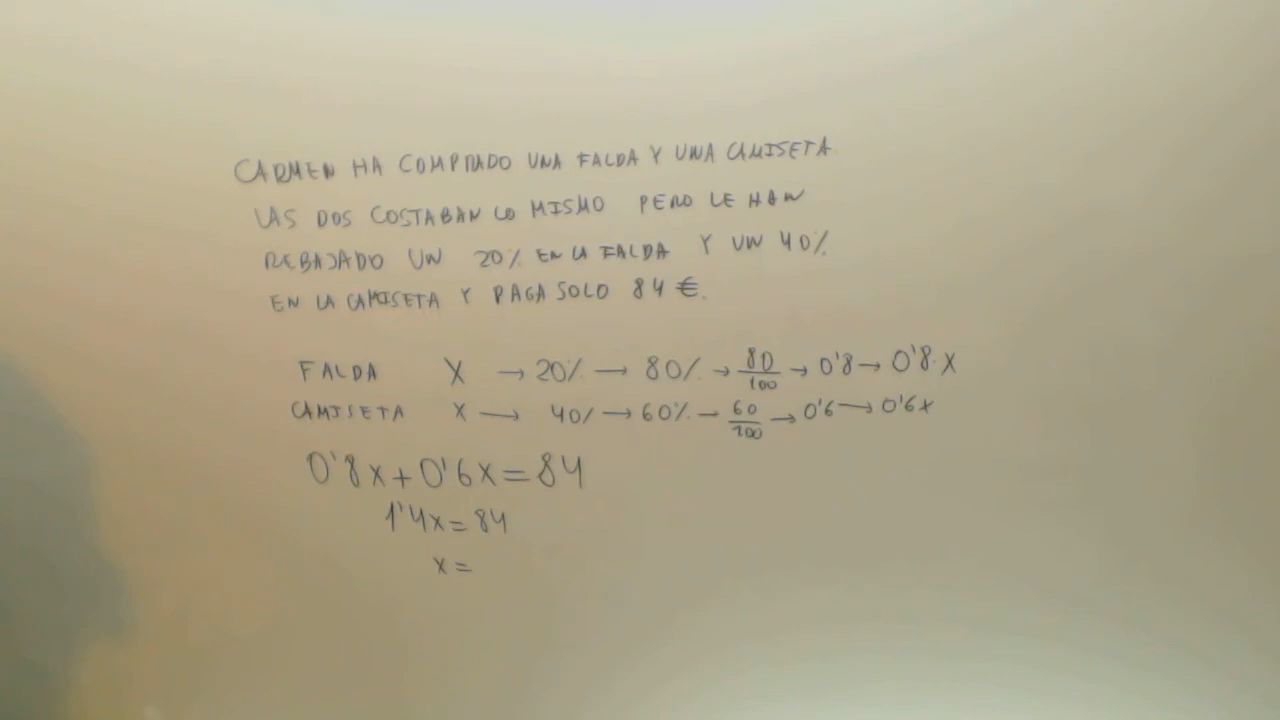 CARMEN HA COMPRADO UNA FALDA Y UNA CAMISETA.
LAS DOS COSTABAN LO MISMO PERO LE HAN
REBAJADO UN 20% EN LA FALDA Y UN 40%
EN LA CAMISETA Y PAGA SOLO 84 €.
FALDA X → 20% → 80% → 80/100 → 0'8 → 0'8·X
CAMISETA X → 40% → 60% → 60/100 → 0'6 → 0'6x
0'8x+0'6x=84
1'4x=84
x=